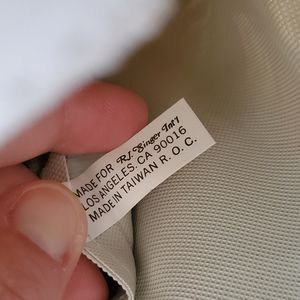 MADE FOR R.J. Singer Int'l
LOS ANGELES, CA 90016
MADE IN TAIWAN R. O. C.